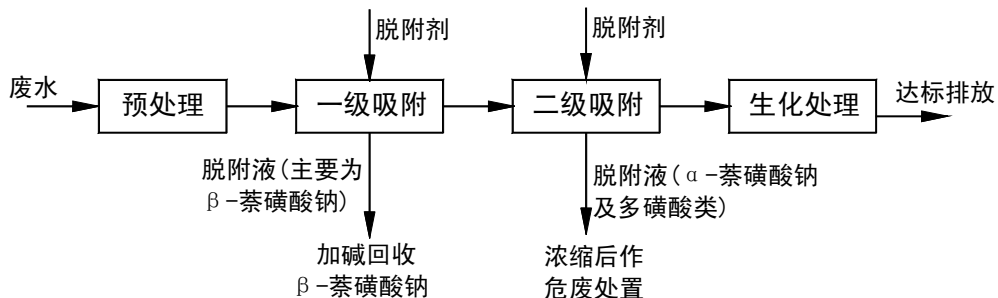 脱附剂
脱附剂
废水
预处理
一级吸附
二级吸附
生化处理
达标排放
脱附液(主要为
β-萘磺酸钠)
脱附液(α-萘磺酸钠
及多磺酸类)
加碱回收
β-萘磺酸钠
浓缩后作
危废处置